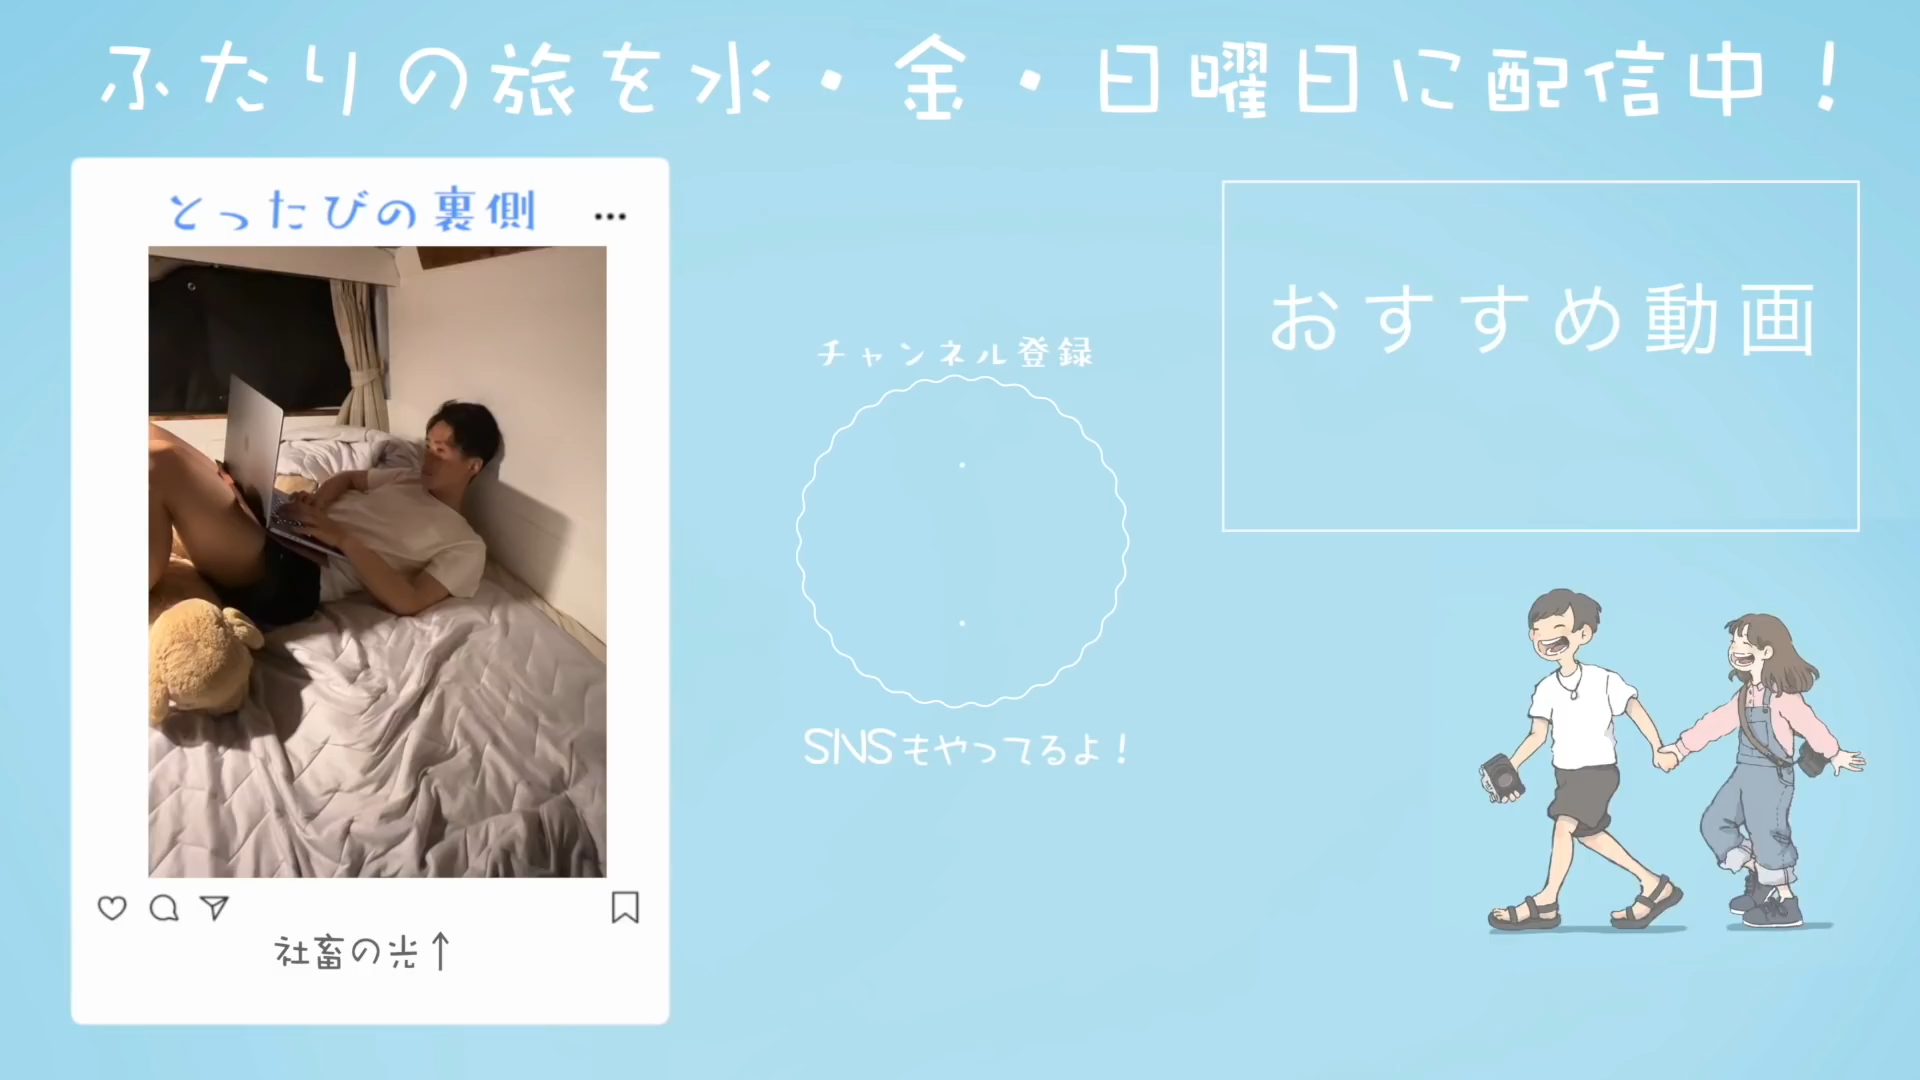 ふたりの旅を水・金・日曜日に配信中！
とったびの裏側
社畜の光↑
チャンネル登録
SNSもやってるよ！
おすすめ動画